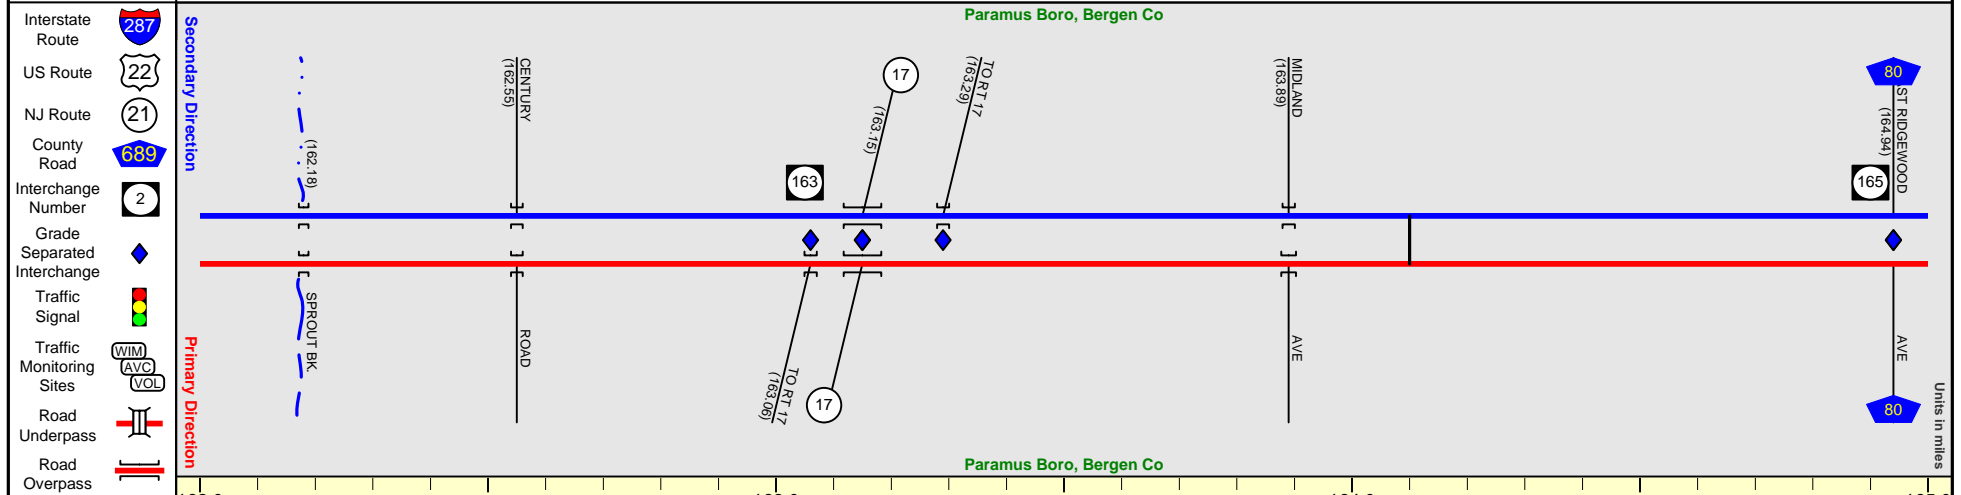 Interstate
Route
287
US Route
22
NJ Route
21
County
Road
689
Interchange
Number
2
Grade
Separated
Interchange
Traffic
Signal
Traffic
Monitoring
Sites
WIM
AVC
VOL
Road
Underpass
Road
Overpass
Secondary Direction
Primary Direction
Paramus Boro, Bergen Co
(162.18)
SPROUT BK.
CENTURY
(162.55)
ROAD
163
17
(163.15)
TO RT 17
(163.29)
TO RT 17
(163.06)
17
MIDLAND
(163.89)
AVE
80
ST RIDGEWOOD
(164.94)
165
AVE
80
Units in miles
Paramus Boro, Bergen Co